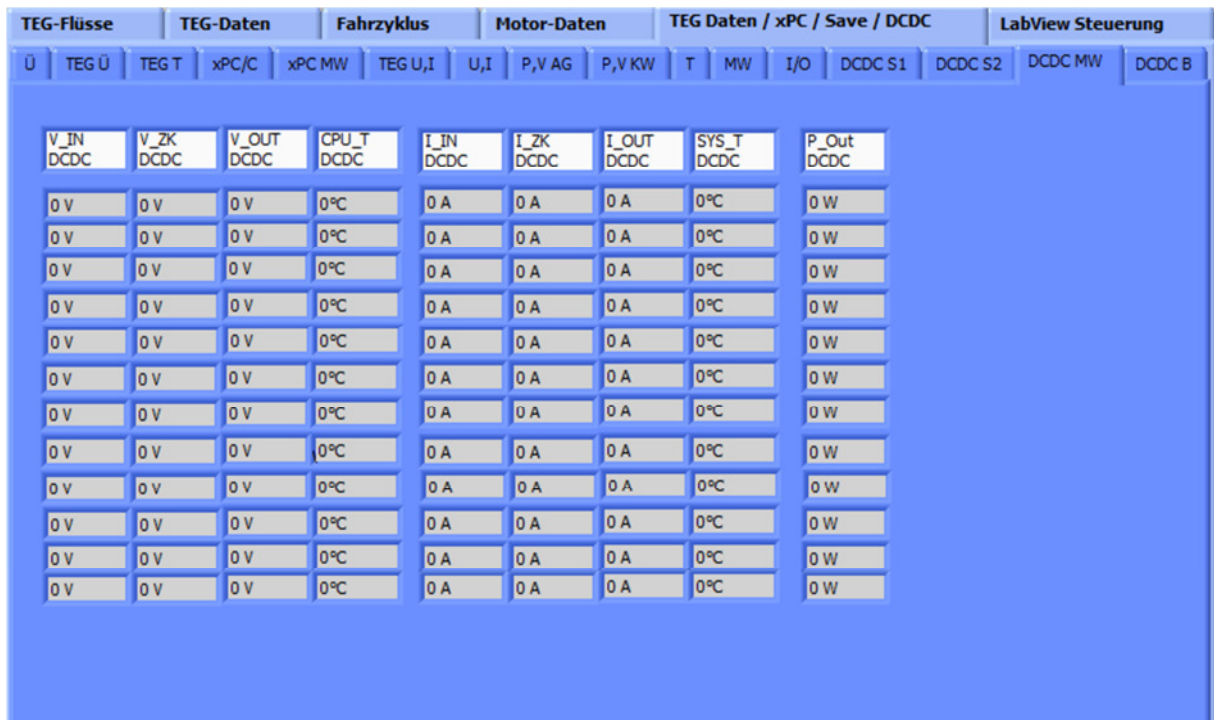 TEG-Flüsse TEG-Daten Fahrzyklus Motor-Daten TEG Daten / xPC / Save / DCDC LabView Steuerung
Ü TEG Ü TEG T xPC/C xPC MW TEG U,I U,I P,V AG P,V KW T MW I/O DCDC S1 DCDC S2 DCDC MW DCDC B
V_IN V_ZK V_OUT CPU_T I_IN I_ZK I_OUT SYS_T P_Out
DCDC DCDC DCDC DCDC DCDC DCDC DCDC DCDC DCDC
0 V 0 V 0 V 0°C 0 A 0 A 0 A 0°C 0 W
0 V 0 V 0 V 0°C 0 A 0 A 0 A 0°C 0 W
0 V 0 V 0 V 0°C 0 A 0 A 0 A 0°C 0 W
0 V 0 V 0 V 0°C 0 A 0 A 0 A 0°C 0 W
0 V 0 V 0 V 0°C 0 A 0 A 0 A 0°C 0 W
0 V 0 V 0 V 0°C 0 A 0 A 0 A 0°C 0 W
0 V 0 V 0 V 0°C 0 A 0 A 0 A 0°C 0 W
0 V 0 V 0 V 0°C 0 A 0 A 0 A 0°C 0 W
0 V 0 V 0 V 0°C 0 A 0 A 0 A 0°C 0 W
0 V 0 V 0 V 0°C 0 A 0 A 0 A 0°C 0 W
0 V 0 V 0 V 0°C 0 A 0 A 0 A 0°C 0 W
0 V 0 V 0 V 0°C 0 A 0 A 0 A 0°C 0 W